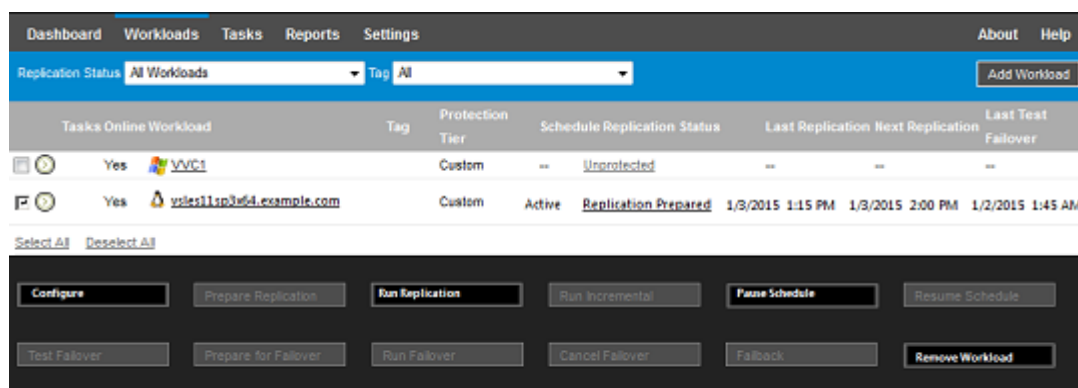 Dashboard Workloads Tasks Reports Settings About Help
Replication Status All Workloads Tag All Add Workload
Tasks Online Workload Tag Protection Tier Schedule Replication Status Last Replication Next Replication Last Test Failover
Yes VVC1 Custom -- Unprotected -- -- --
Yes vsles11sp3x64.example.com Custom Active Replication Prepared 1/3/2015 1:15 PM 1/3/2015 2:00 PM 1/2/2015 1:45 AM
Select All Deselect All
Configure Prepare Replication Run Replication Run Incremental Pause Schedule Resume Schedule
Test Failover Prepare for Failover Run Failover Cancel Failover Failback Remove Workload